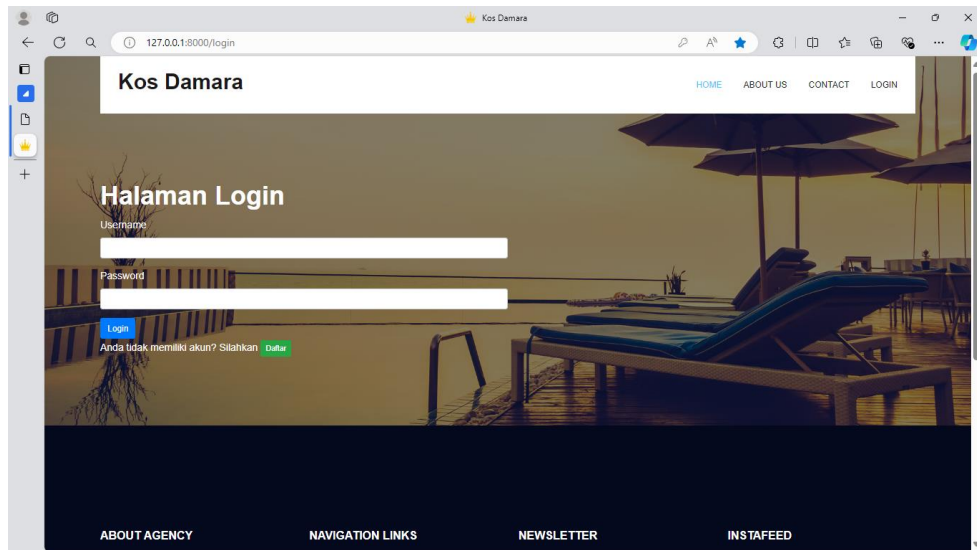 Kos Damara
127.0.0.1:8000/login
Kos Damara
HOME ABOUT US CONTACT LOGIN
Halaman Login
Username
Password
Login
Anda tidak memiliki akun? Silahkan Daftar
ABOUT AGENCY NAVIGATION LINKS NEWSLETTER INSTAFEED